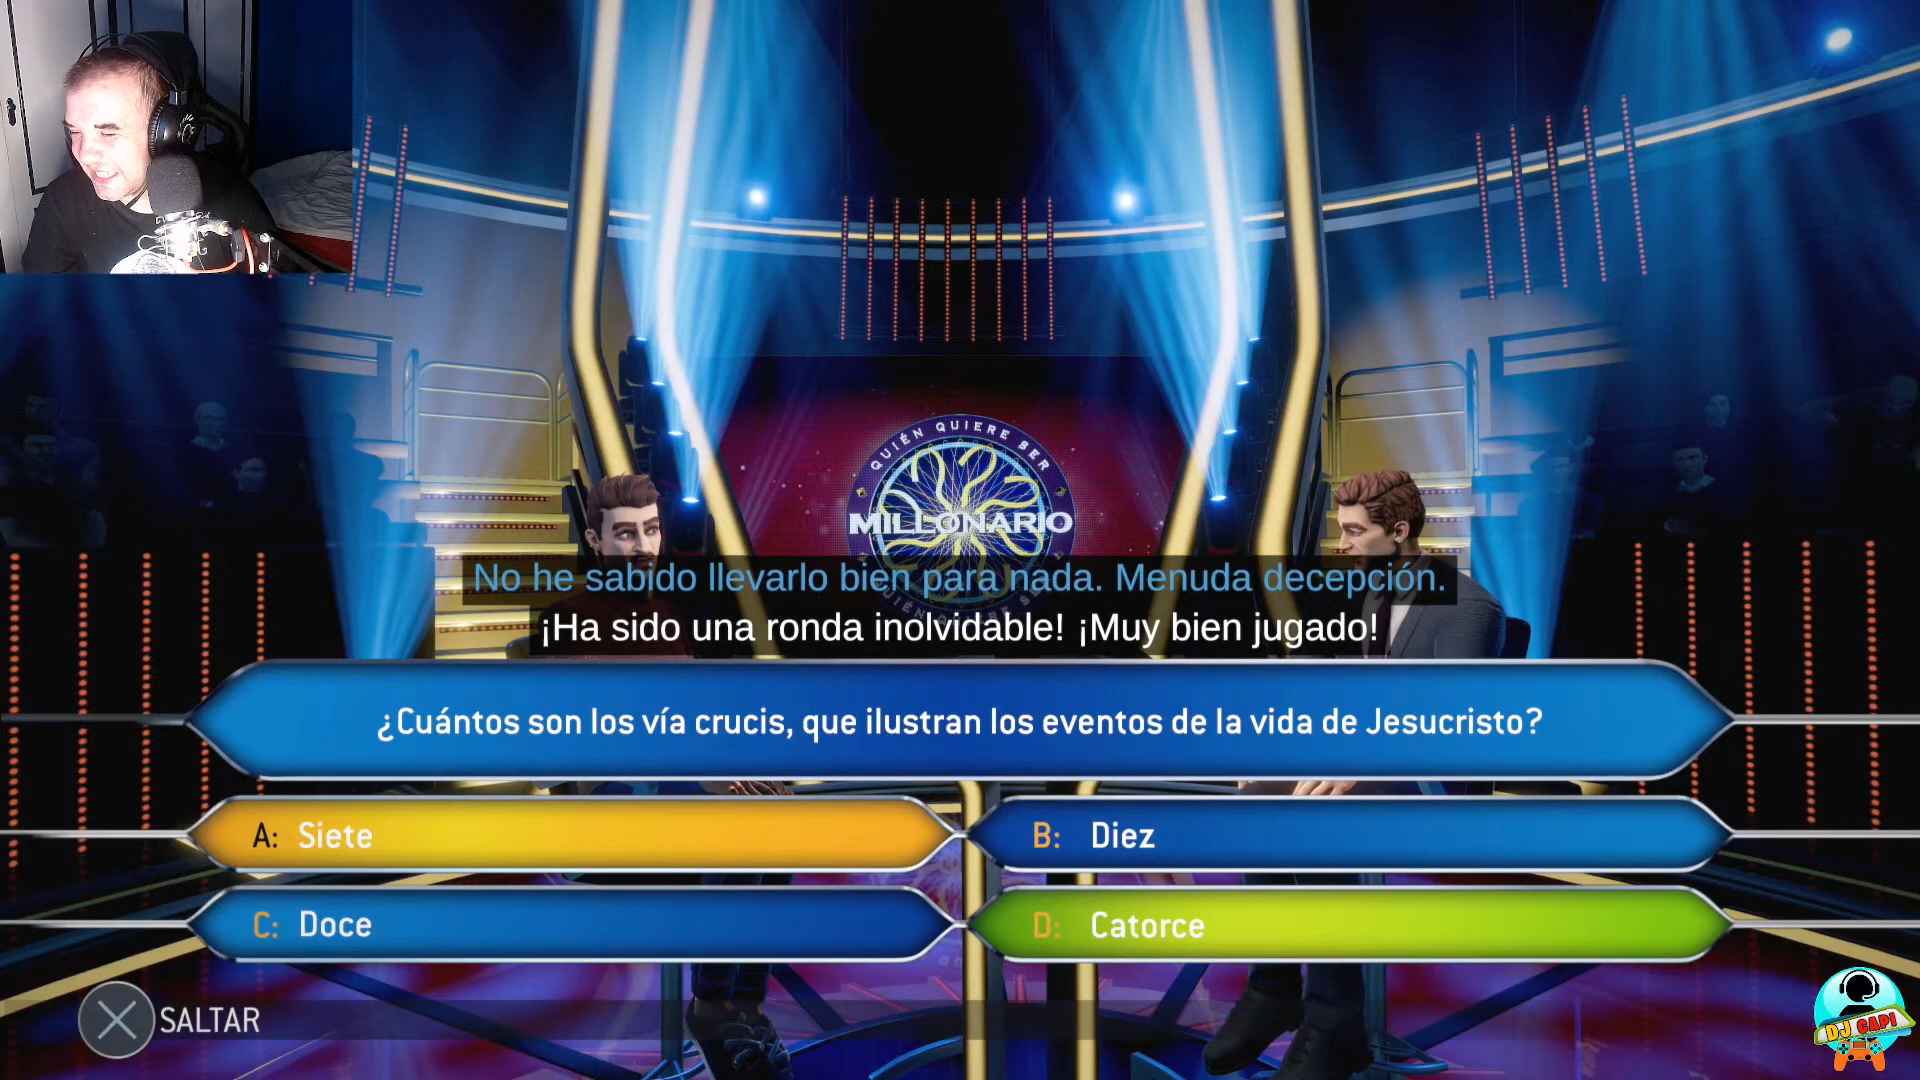 QUIÉN QUIERE SER
MILLONARIO
No he sabido llevarlo bien para nada. Menuda decepción.
¡Ha sido una ronda inolvidable! ¡Muy bien jugado!
¿Cuántos son los vía crucis, que ilustran los eventos de la vida de Jesucristo?
A: Siete
B: Diez
C: Doce
D: Catorce
SALTAR
DJ CAPI